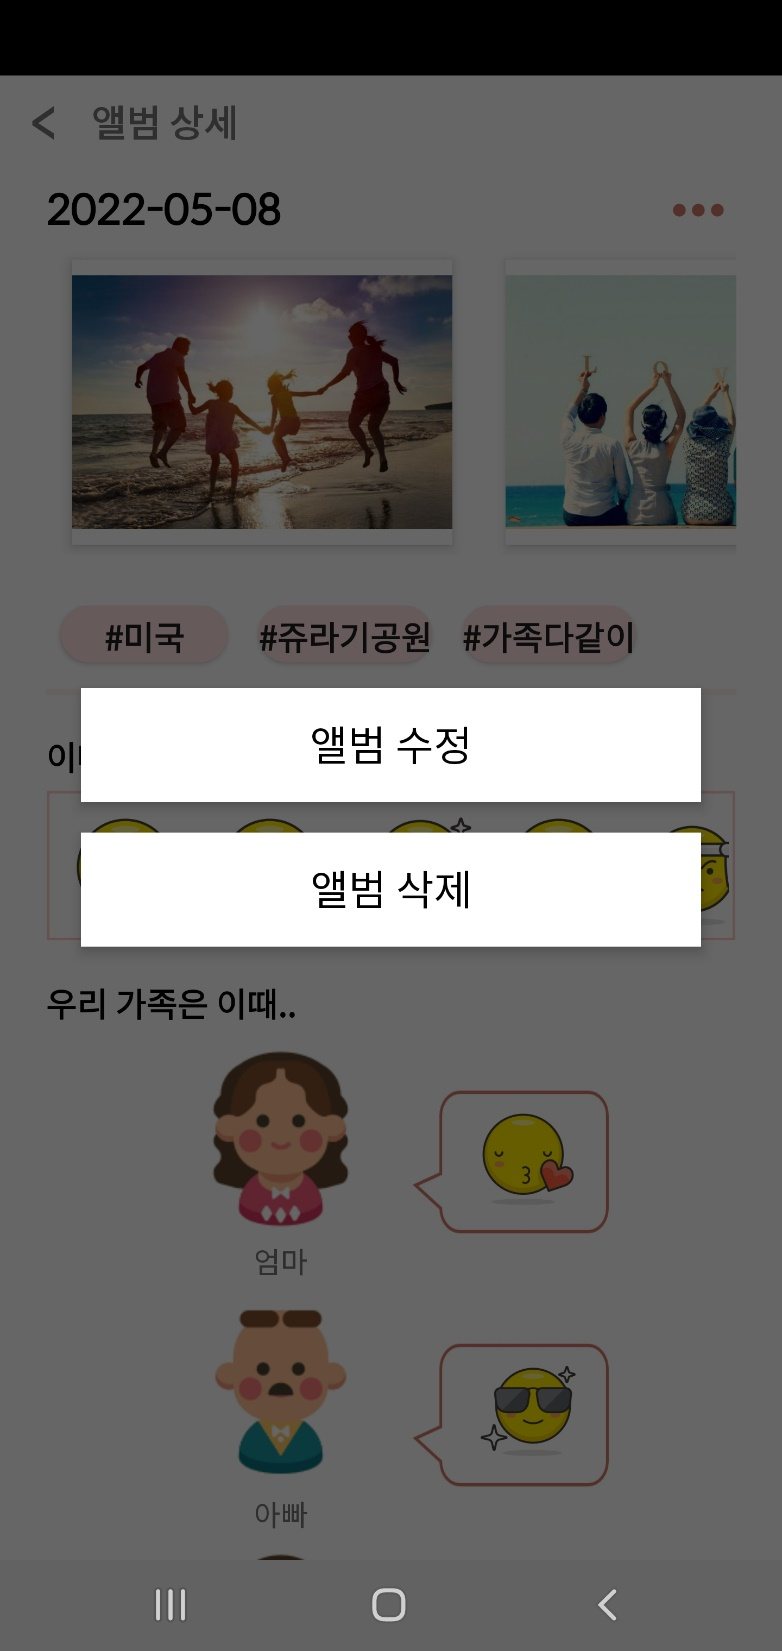 앨범 상세
2022-05-08
L O V
#미국 #쥬라기공원 #가족다같이
앨범 수정
앨범 삭제
우리 가족은 이때..
엄마
아빠